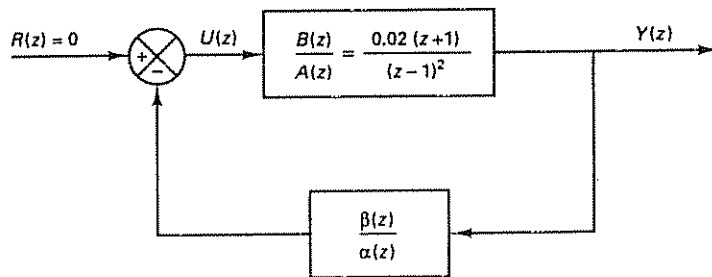 R(z) = 0
+
−
U(z)
B(z)/A(z) = 0.02 (z+1)/(z−1)²
Y(z)
β(z)/α(z)